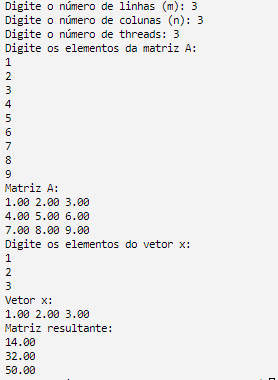 Digite o número de linhas (m): 3
Digite o número de colunas (n): 3
Digite o número de threads: 3
Digite os elementos da matriz A:
1
2
3
4
5
6
7
8
9
Matriz A:
1.00 2.00 3.00
4.00 5.00 6.00
7.00 8.00 9.00
Digite os elementos do vetor x:
1
2
3
Vetor x:
1.00 2.00 3.00
Matriz resultante:
14.00
32.00
50.00